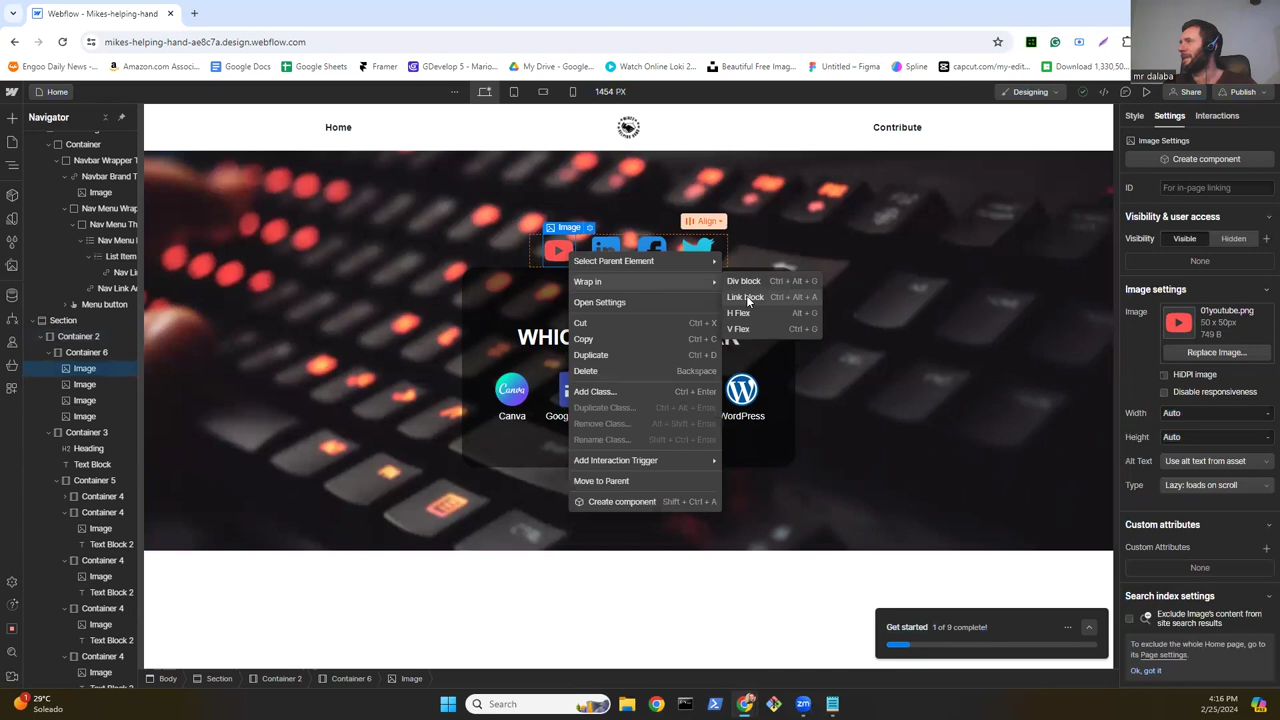 Webflow - Mikes-helping-hand
mikes-helping-hand-ae8c7a.design.webflow.com
Engoo Daily News -...
Amazon.com Associ...
Google Docs
Google Sheets
Framer
GDevelop 5 - Mario...
My Drive - Google...
Watch Online Loki 2...
Beautiful Free Imag...
Untitled – Figma
Spline
capcut.com/my-edit...
Download 1,330,50...
mr dalaba
Home
1454 PX
Designing
Share
Publish
Navigator
Container
Navbar Wrapper T
Navbar Brand T
Image
Nav Menu Wrap
Nav Menu Th
Nav Menu
List Item
Nav Lin
Menu Button
Section
Container 2
Container 6
Image
Image
Image
Image
Container 3
Heading
Text Block
Container 5
Container 4
Container 4
Image
Text Block 2
Container 4
Image
Text Block 2
Container 4
Image
Text Block 2
Container 4
Image
Home
Contribute
Align
Image
WHIC
Canva
Goog
WordPress
Select Parent Element
Wrap in
Open Settings
Cut Ctrl + X
Copy Ctrl + C
Duplicate Ctrl + D
Delete Backspace
Add Class... Ctrl + Enter
Duplicate Class... Ctrl + Alt + Enter
Remove Class... Alt + Shift + Enter
Rename Class... Shift + Ctrl + Enter
Add Interaction Trigger
Move to Parent
Create component Shift + Ctrl + A
Div block Ctrl + Alt + G
Link block Ctrl + Alt + A
H Flex Alt + G
V Flex Ctrl + G
Get started 1 of 9 complete!
Body
Section
Container 2
Container 6
Image
Style Settings Interactions
Image Settings
Create component
ID For in-page linking
Visibility & user access
Visibility Visible Hidden
None
Image settings
Image 01youtube.png
50 x 50px
749 B
Replace Image...
HiDPI image
Disable responsiveness
Width Auto
Height Auto
Alt Text Use alt text from asset
Type Lazy: loads on scroll
Custom attributes
Custom Attributes
None
Search index settings
Exclude Image's content from
site search results
To exclude the whole Home page, go to
its Page settings.
Ok, got it
29°C
Soleado
Search
4:16 PM
2/25/2024